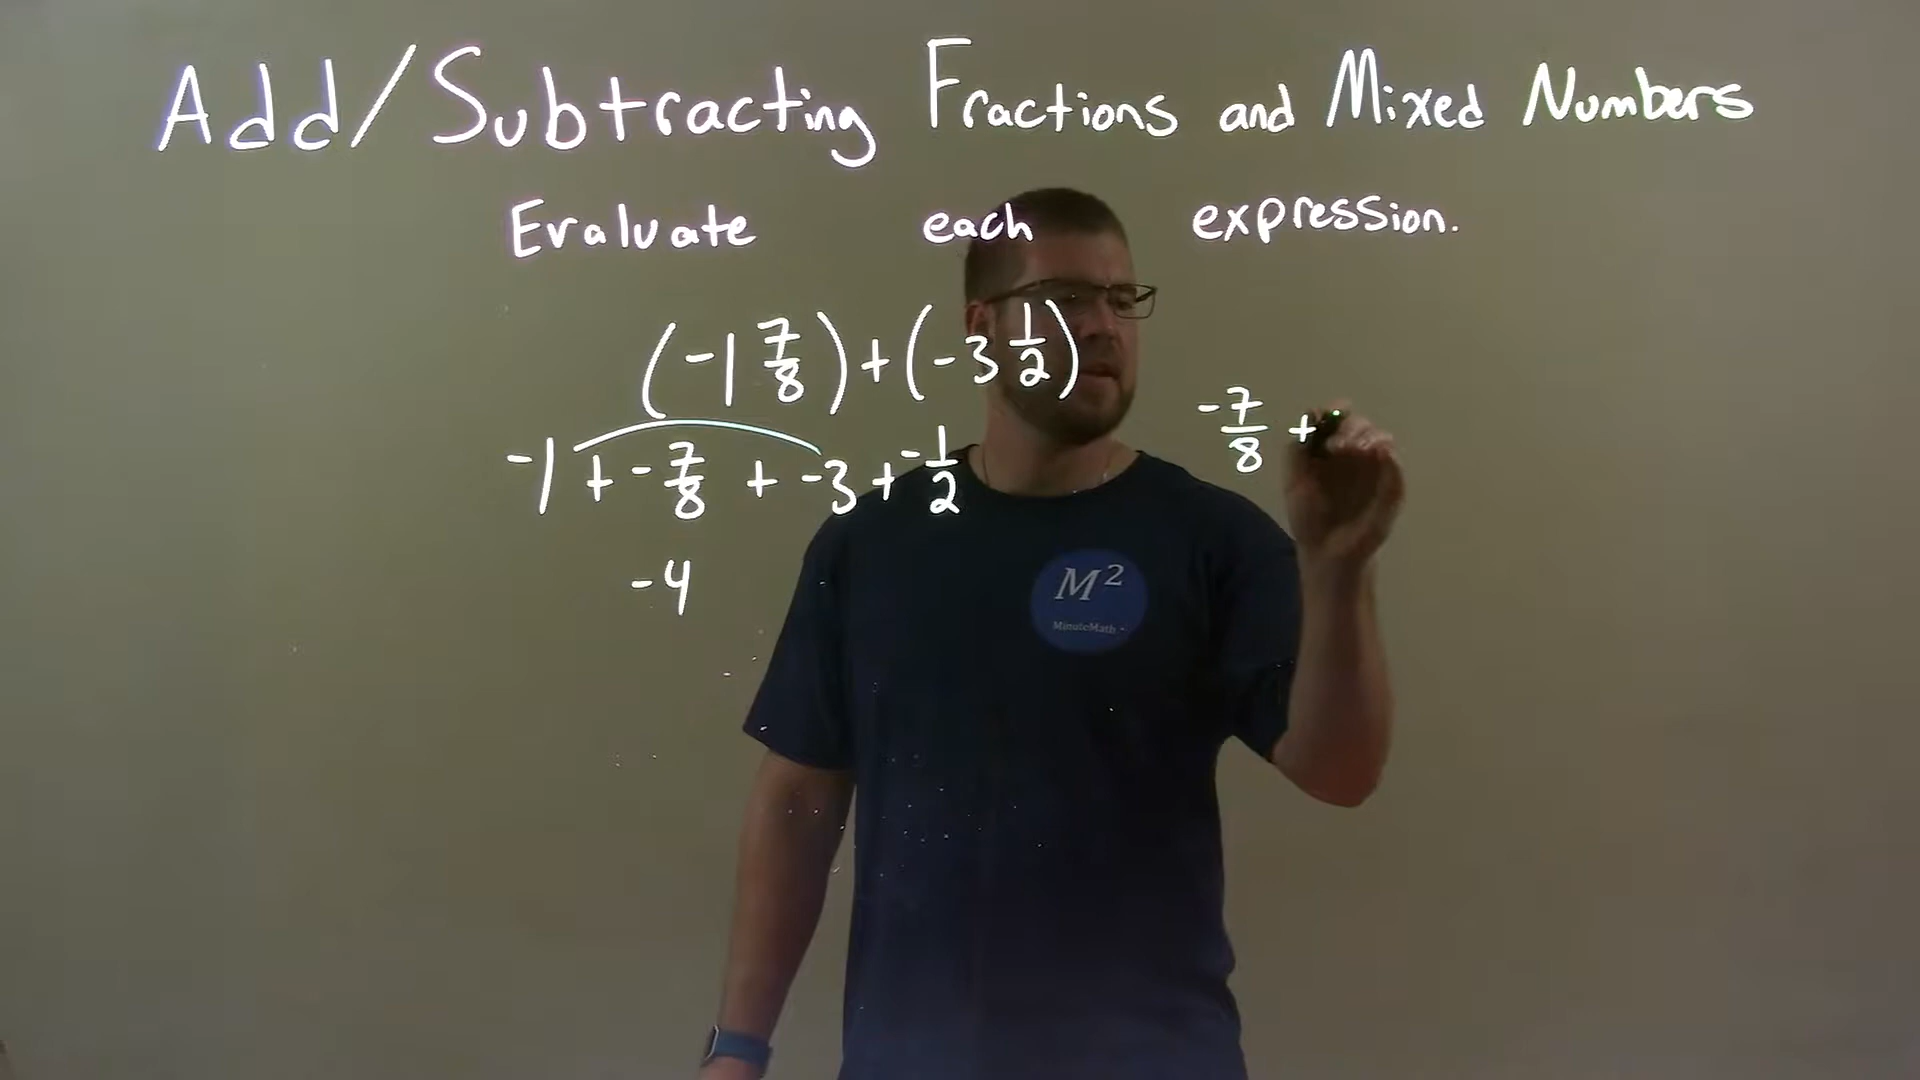 Add/Subtracting Fractions and Mixed Numbers
Evaluate each expression.
(-1 7/8) + (-3 1/2)
-7/8 +
-1 + -7/8 + -3 + -1/2
-4
M²
MinuteMath